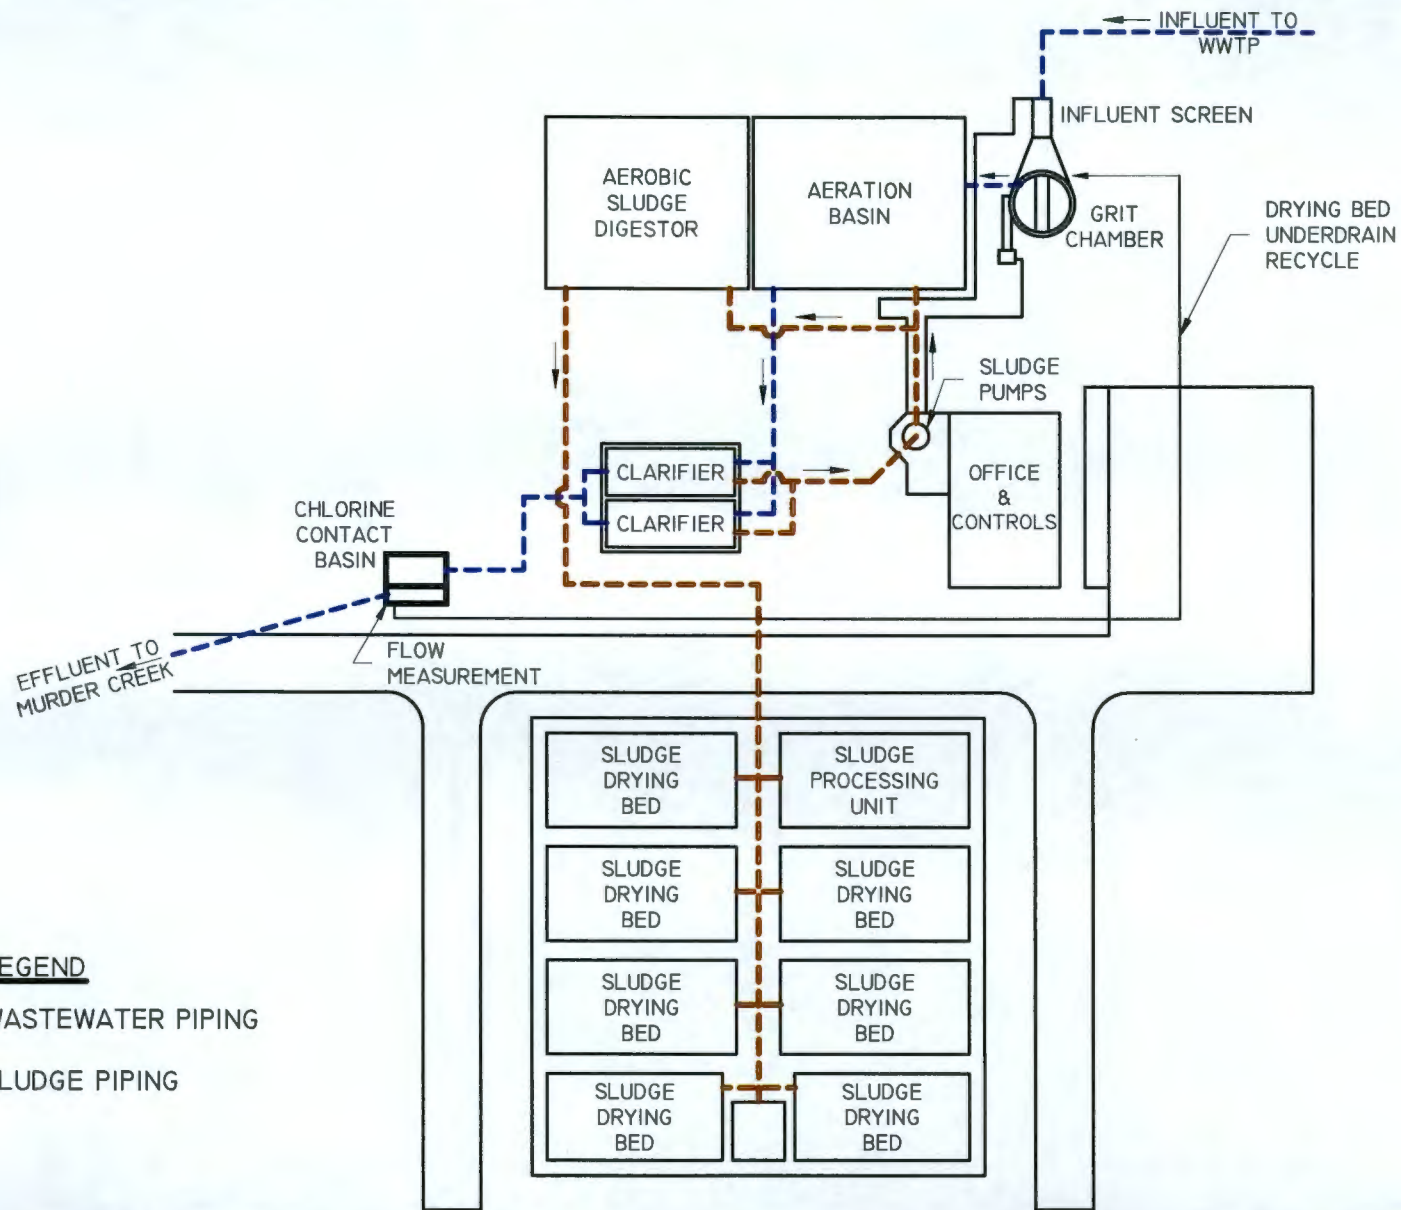 INFLUENT TO
WWTP
INFLUENT SCREEN
AEROBIC
SLUDGE
DIGESTOR
AERATION
BASIN
GRIT
CHAMBER
DRYING BED
UNDERDRAIN
RECYCLE
SLUDGE
PUMPS
CLARIFIER
CLARIFIER
OFFICE
&
CONTROLS
CHLORINE
CONTACT
BASIN
FLOW
MEASUREMENT
EFFLUENT TO
MURDER CREEK
SLUDGE
DRYING
BED
SLUDGE
PROCESSING
UNIT
SLUDGE
DRYING
BED
SLUDGE
DRYING
BED
SLUDGE
DRYING
BED
SLUDGE
DRYING
BED
SLUDGE
DRYING
BED
SLUDGE
DRYING
BED
EGEND
WASTEWATER PIPING
LUDGE PIPING